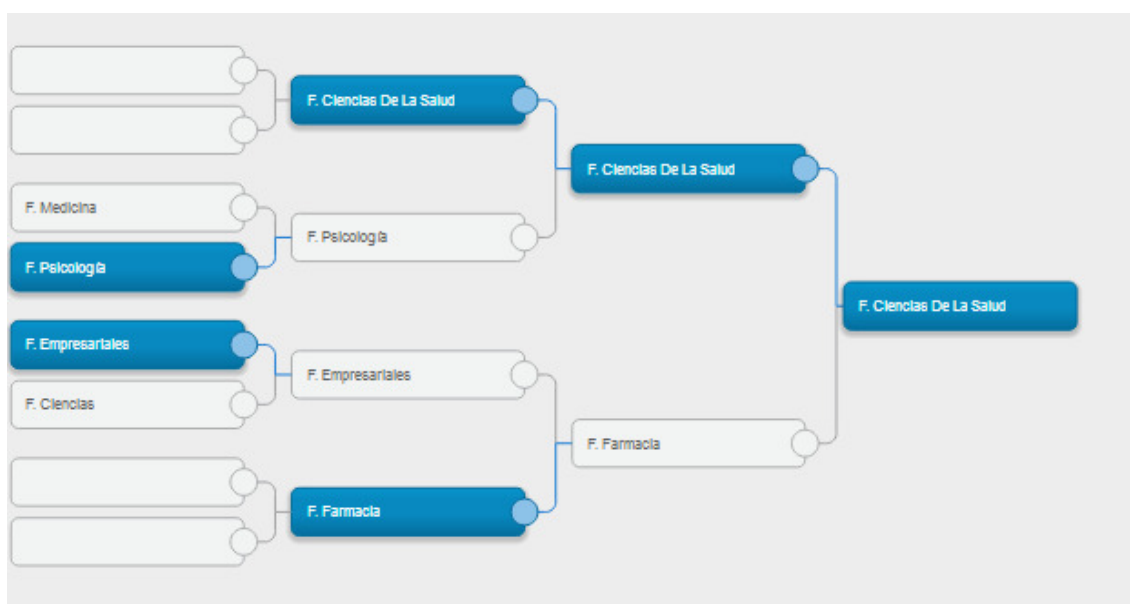 F. Ciencias De La Salud
F. Ciencias De La Salud
F. Medicina
F. Psicología
F. Psicología
F. Ciencias De La Salud
F. Empresariales
F. Empresariales
F. Ciencias
F. Farmacia
F. Farmacia